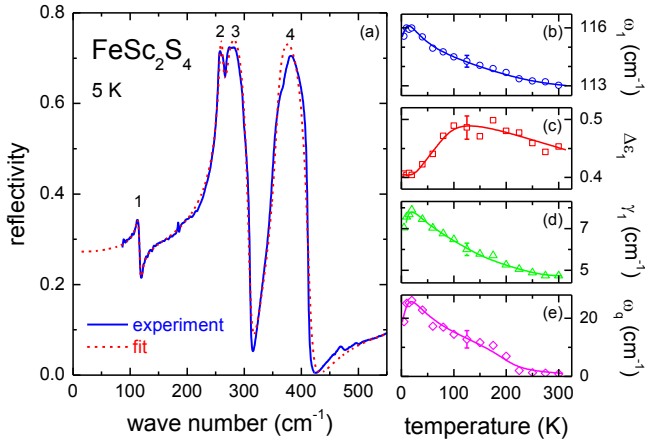 FeSc₂S₄
5 K
(a)
1
2
3
4
experiment
fit
reflectivity
0.8
0.6
0.4
0.2
0.0
0
100
200
300
400
500
wave number (cm⁻¹)
(b)
116
113
ω₁ (cm⁻¹)
(c)
0.5
0.4
Δε₁
(d)
7
5
γ₁ (cm⁻¹)
(e)
20
0
ω_q (cm⁻¹)
0
100
200
300
temperature (K)